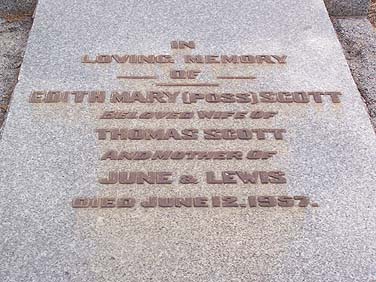 IN
LOVING MEMORY
OF
EDITH MARY (POSS) SCOTT
BELOVED WIFE OF
THOMAS SCOTT
AND MOTHER OF
JUNE & LEWIS
DIED JUNE 12. 1957.